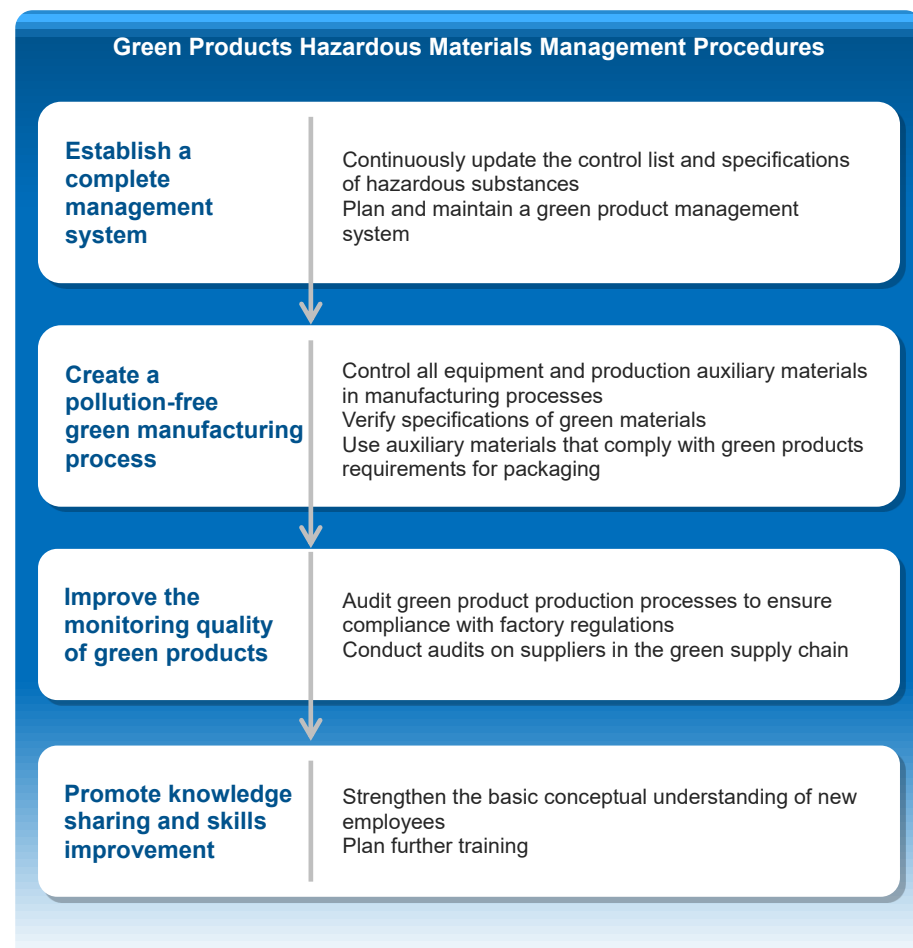 Green Products Hazardous Materials Management Procedures
Establish a
complete
management
system
Continuously update the control list and specifications
of hazardous substances
Plan and maintain a green product management
system
Create a
pollution-free
green manufacturing
process
Control all equipment and production auxiliary materials
in manufacturing processes
Verify specifications of green materials
Use auxiliary materials that comply with green products
requirements for packaging
Improve the
monitoring quality
of green products
Audit green product production processes to ensure
compliance with factory regulations
Conduct audits on suppliers in the green supply chain
Promote knowledge
sharing and skills
improvement
Strengthen the basic conceptual understanding of new
employees
Plan further training